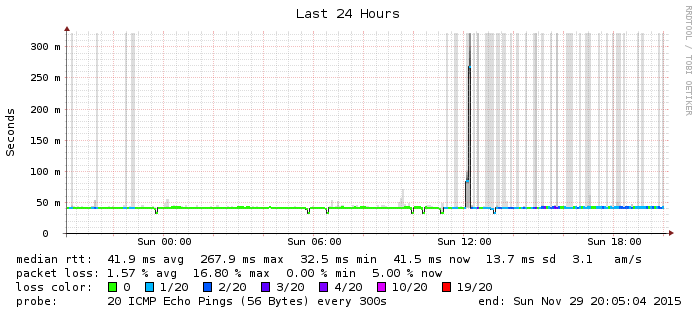 Last 24 Hours
RRDTOOL / TOBI OETIKER
Seconds
300 m
250 m
200 m
150 m
100 m
50 m
0
Sun 00:00 Sun 06:00 Sun 12:00 Sun 18:00
median rtt: 41.9 ms avg 267.9 ms max 32.5 ms min 41.5 ms now 13.7 ms sd 3.1 am/s
packet loss: 1.57 % avg 16.80 % max 0.00 % min 5.00 % now
loss color: 0 1/20 2/20 3/20 4/20 10/20 19/20
probe: 20 ICMP Echo Pings (56 Bytes) every 300s end: Sun Nov 29 20:05:04 2015